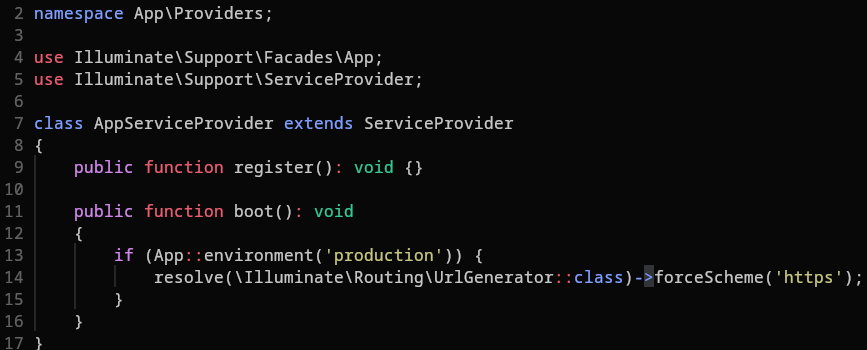 2 namespace App\Providers;
3
4 use Illuminate\Support\Facades\App;
5 use Illuminate\Support\ServiceProvider;
6
7 class AppServiceProvider extends ServiceProvider
8 {
9     public function register(): void {}
10
11     public function boot(): void
12     {
13         if (App::environment('production')) {
14             resolve(\Illuminate\Routing\UrlGenerator::class)->forceScheme('https');
15         }
16     }
17 }